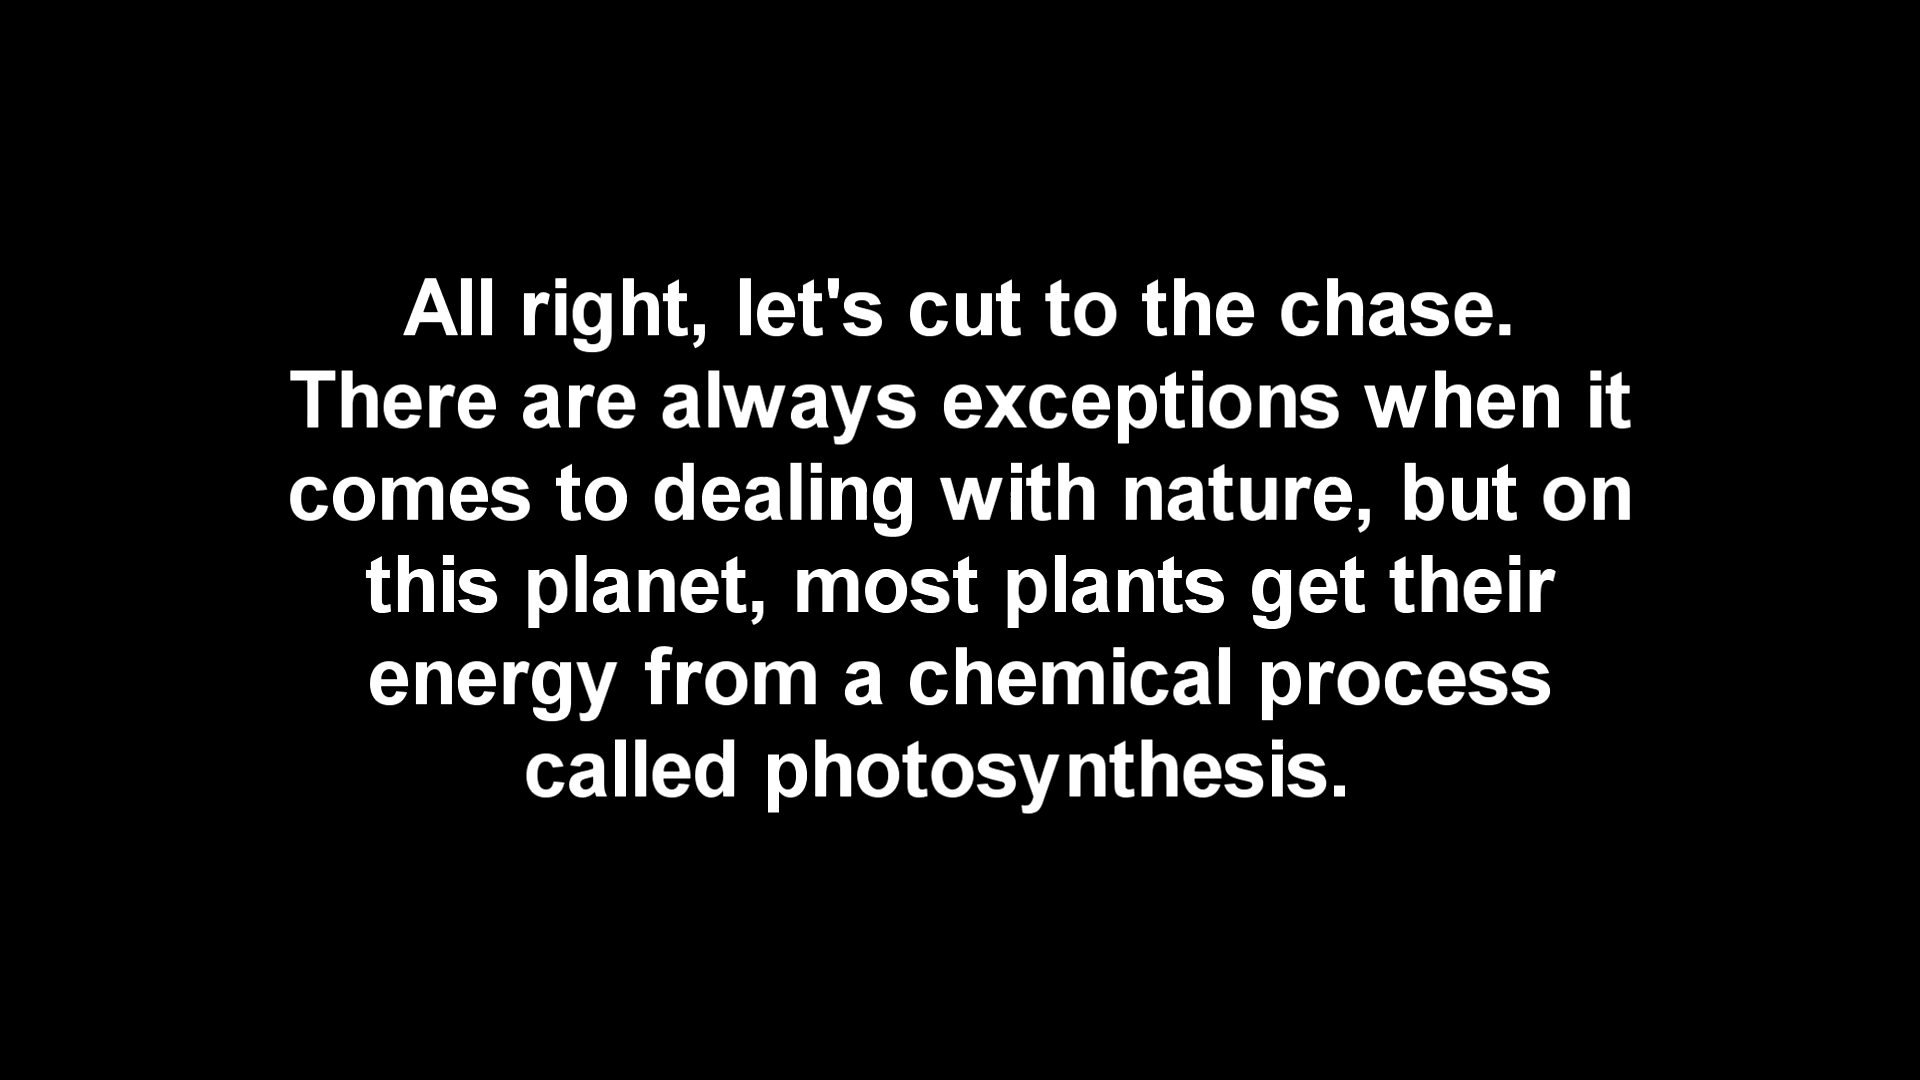 All right, let's cut to the chase.
There are always exceptions when it
comes to dealing with nature, but on
this planet, most plants get their
energy from a chemical process
called photosynthesis.